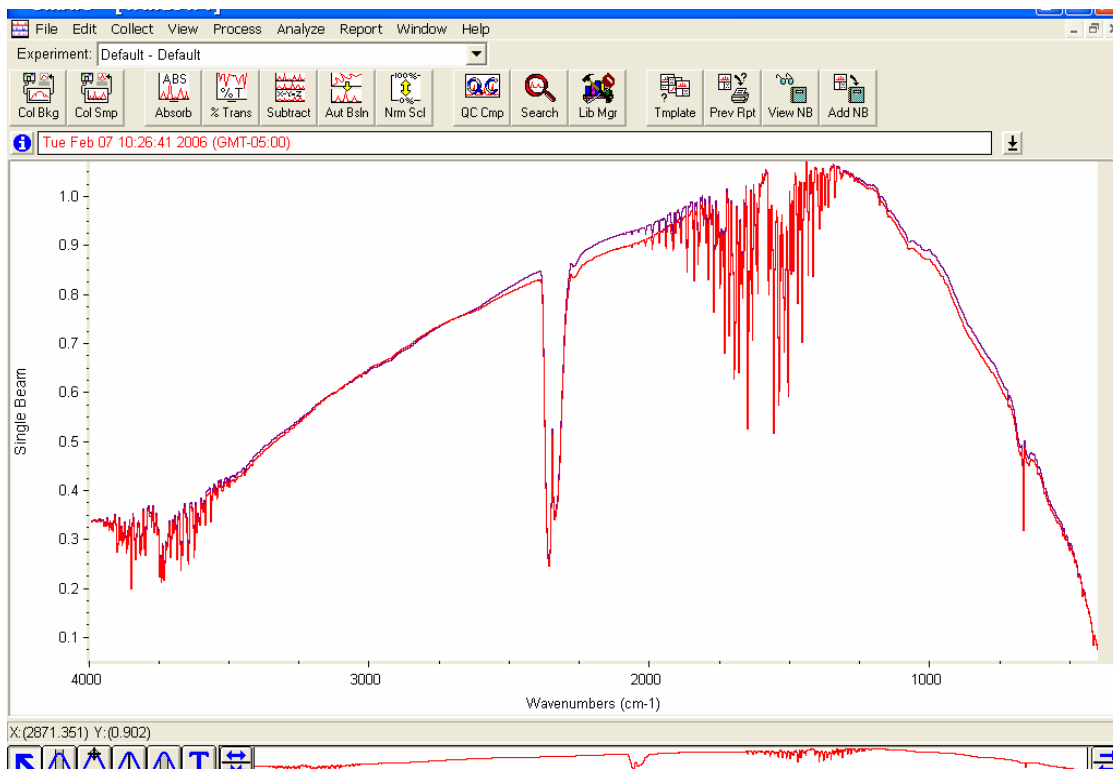 File Edit Collect View Process Analyze Report Window Help
Experiment: Default - Default
ABS %T 100%- -0%-
Col Bkg Col Smp Absorb % Trans Subtract Aut Bsln Nrm Scl QC Cmp Search Lib Mgr Tmplate Prev Rpt View NB Add NB
Tue Feb 07 10:26:41 2006 (GMT-05:00)
1.0
0.9
0.8
0.7
0.6
0.5
0.4
0.3
0.2
0.1
Single Beam
4000 3000 2000 1000
Wavenumbers (cm-1)
X:(2871.351) Y:(0.902)
T